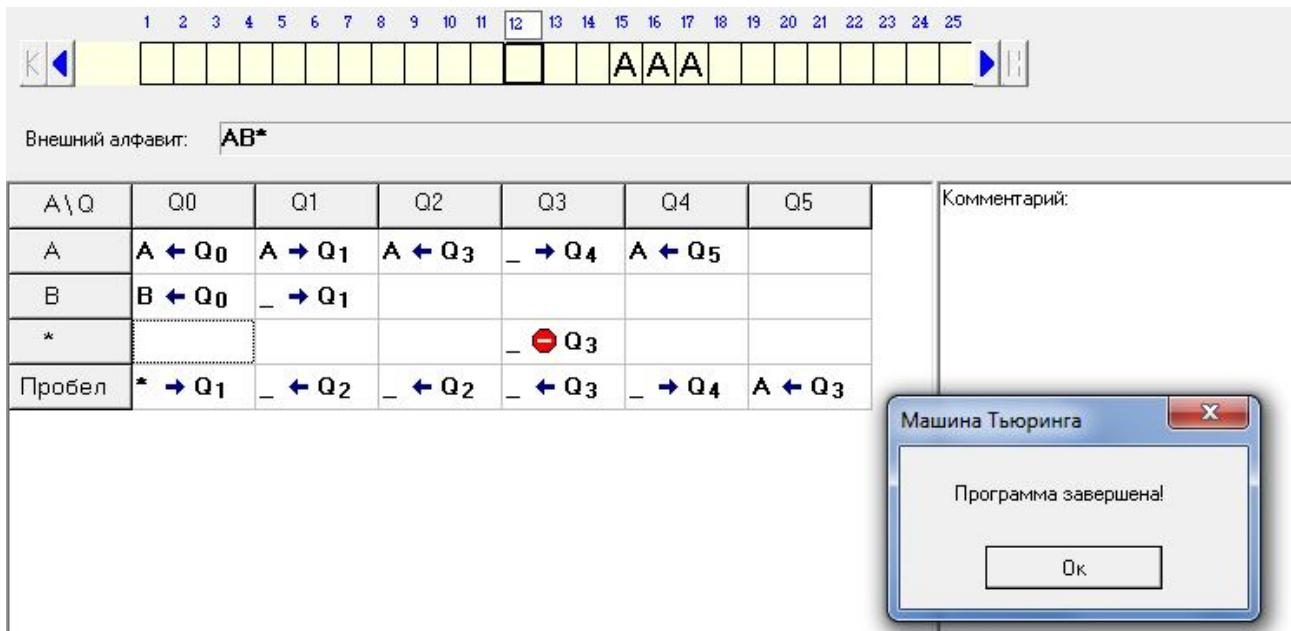 1 2 3 4 5 6 7 8 9 10 11 12 13 14 15 16 17 18 19 20 21 22 23 24 25
A A A
Внешний алфавит: AB*
A\Q Q0 Q1 Q2 Q3 Q4 Q5 Комментарий:
A A ← Q0 A → Q1 A ← Q3 _ → Q4 A ← Q5
B B ← Q0 _ → Q1
* _ ⛔ Q3
Пробел * → Q1 _ ← Q2 _ ← Q2 _ ← Q3 _ → Q4 A ← Q3
Машина Тьюринга
Программа завершена!
Ок